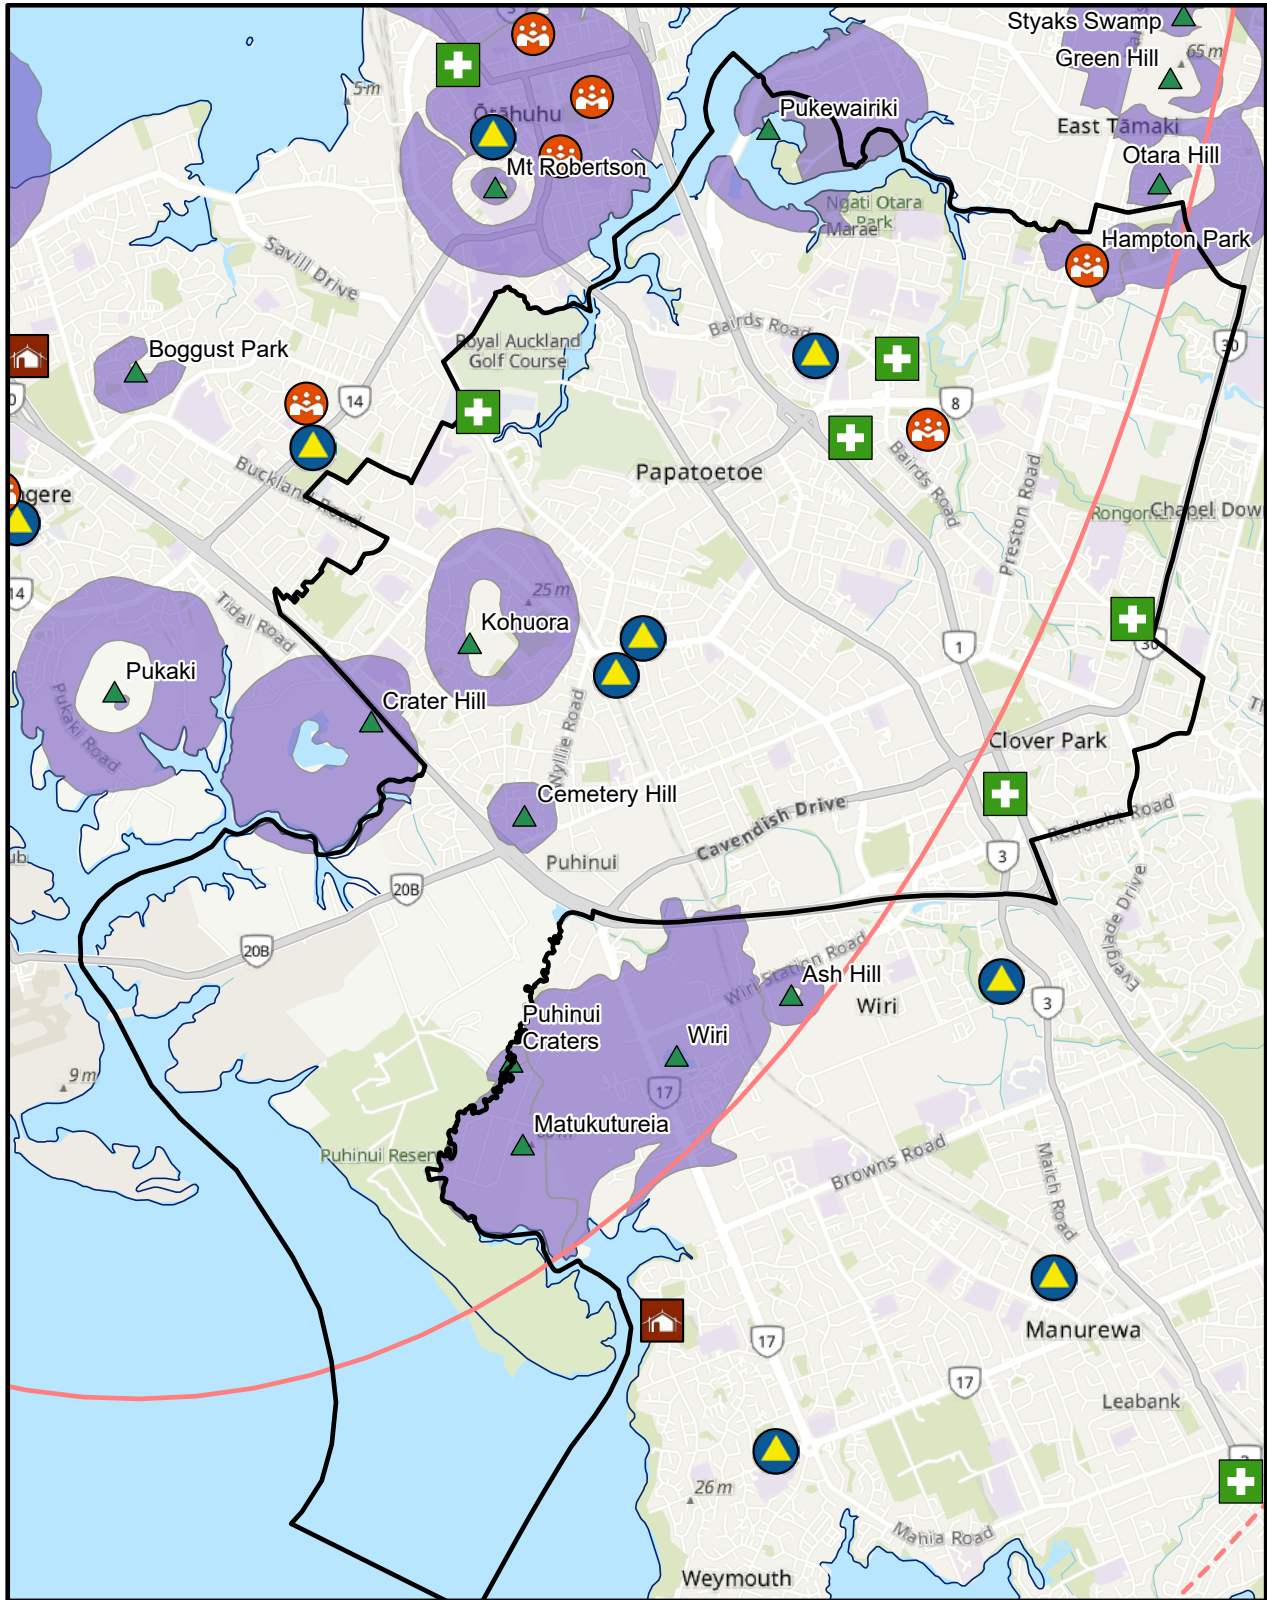 Styaks Swamp
65 m
Green Hill
5 m
Ōtāhuhu
Pukewairiki
East Tāmaki
Otara Hill
Mt Robertson
Ngati Otara
Park
Marae
Hampton Park
Savill Drive
Bairds Road
30
Royal Auckland
Golf Course
Boggust Park
14
8
Papatoetoe
Bairds Road
Buckland Road
Preston Road
Chapel Dow
14
25 m
Tidal Road
Kohuora
1
30
Pukaki
Pukaki Road
Crater Hill
Wyllie Road
Clover Park
Cemetery Hill
Cavendish Drive
Redoubt Road
Puhinui
3
20B
20B
Everglade Drive
Wiri Station Road
Ash Hill
Wiri
3
Puhinui
Craters
Wiri
9 m
17
Matukutureia
Puhinui Reser
Browns Road
Maich Road
Manurewa
17
17
Leabank
26 m
Mahia Road
Weymouth